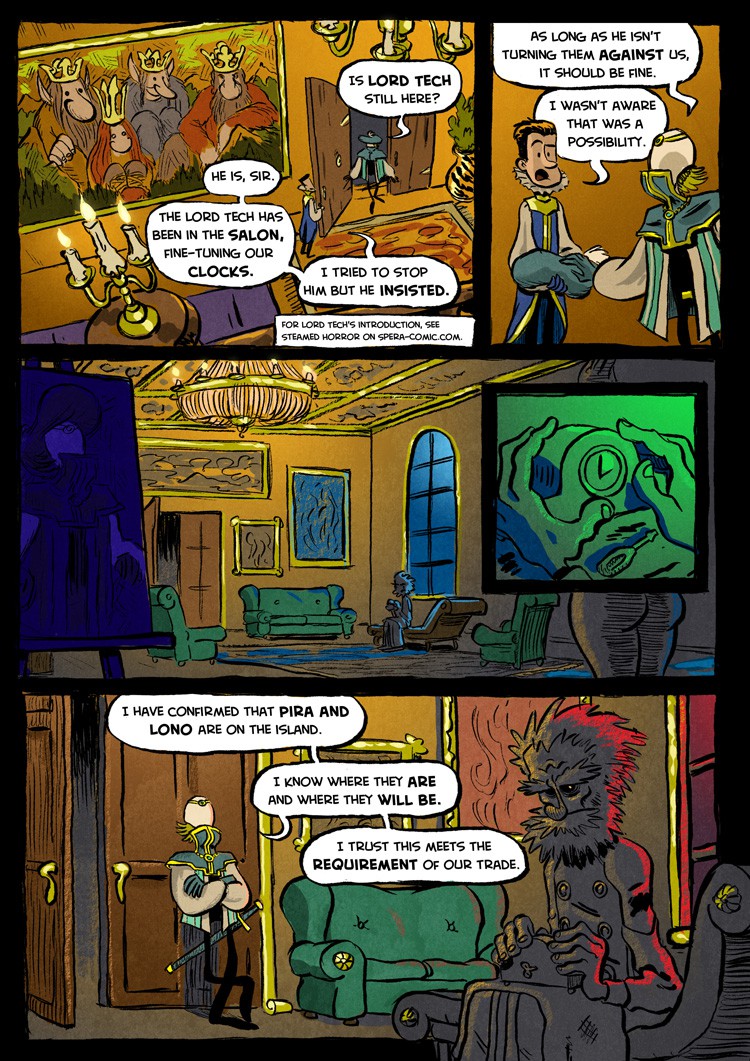 IS LORD TECH
STILL HERE?
HE IS, SIR.
THE LORD TECH HAS
BEEN IN THE SALON,
FINE-TUNING OUR
CLOCKS.
I TRIED TO STOP
HIM BUT HE INSISTED.
FOR LORD TECH'S INTRODUCTION, SEE
STEAMED HORROR ON SPERA-COMIC.COM.
AS LONG AS HE ISN'T
TURNING THEM AGAINST US,
IT SHOULD BE FINE.
I WASN'T AWARE
THAT WAS A
POSSIBILITY.
I HAVE CONFIRMED THAT PIRA AND
LONO ARE ON THE ISLAND.
I KNOW WHERE THEY ARE
AND WHERE THEY WILL BE.
I TRUST THIS MEETS THE
REQUIREMENT OF OUR TRADE.